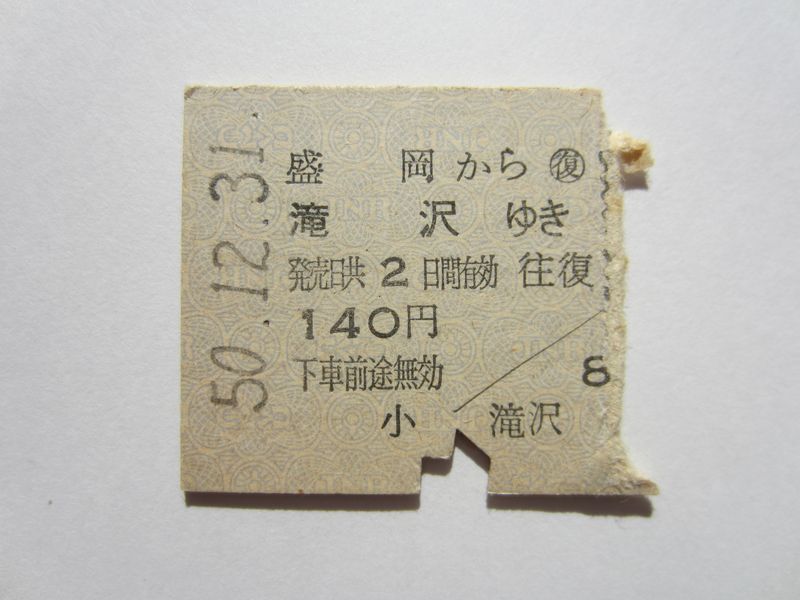 50.12.31
盛岡から㊝復
滝沢ゆき
発売日共2日間有効 往復
140円
下車前途無効 8
小 滝沢